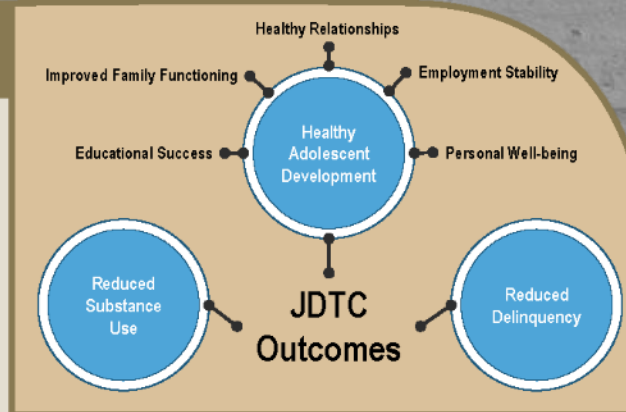 Healthy Relationships
Improved Family Functioning
Employment Stability
Healthy
Adolescent
Development
Educational Success
Personal Well-being
Reduced
Substance
Use
JDTC
Outcomes
Reduced
Delinquency